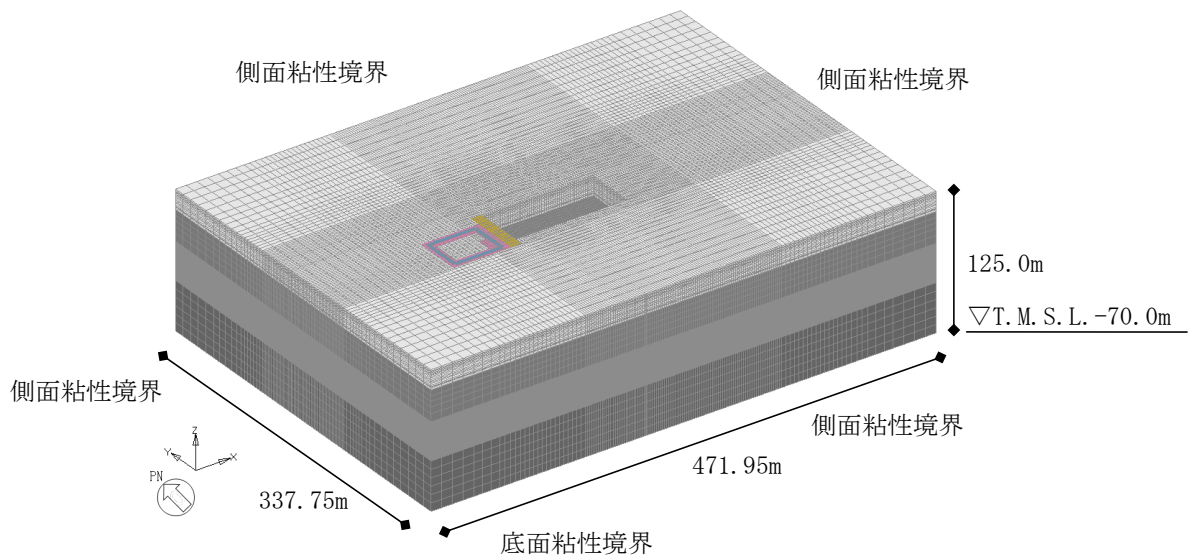 側面粘性境界
側面粘性境界
125.0m
▽T.M.S.L.-70.0m
側面粘性境界
側面粘性境界
471.95m
337.75m
底面粘性境界
Z
Y
X
PN